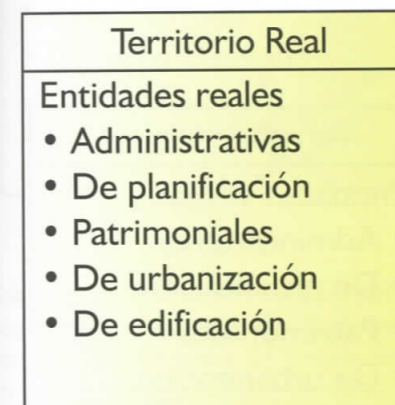 Territorio Real
Entidades reales
• Administrativas
• De planificación
• Patrimoniales
• De urbanización
• De edificación